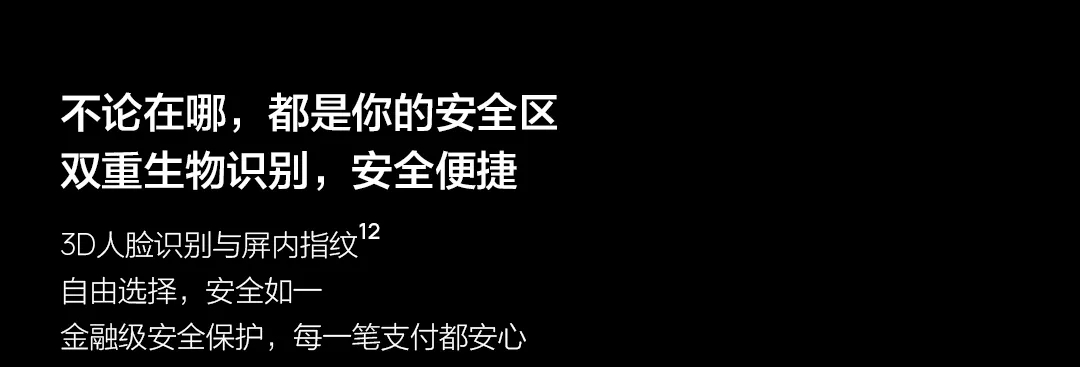 不论在哪，都是你的安全区
双重生物识别，安全便捷
3D人脸识别与屏内指纹12
自由选择，安全如一
金融级安全保护，每一笔支付都安心